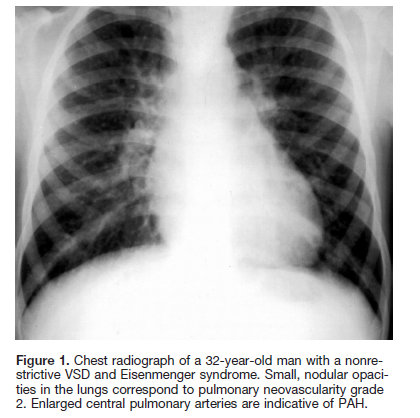 Figure 1. Chest radiograph of a 32-year-old man with a nonre-
strictive VSD and Eisenmenger syndrome. Small, nodular opaci-
ties in the lungs correspond to pulmonary neovascularity grade
2. Enlarged central pulmonary arteries are indicative of PAH.